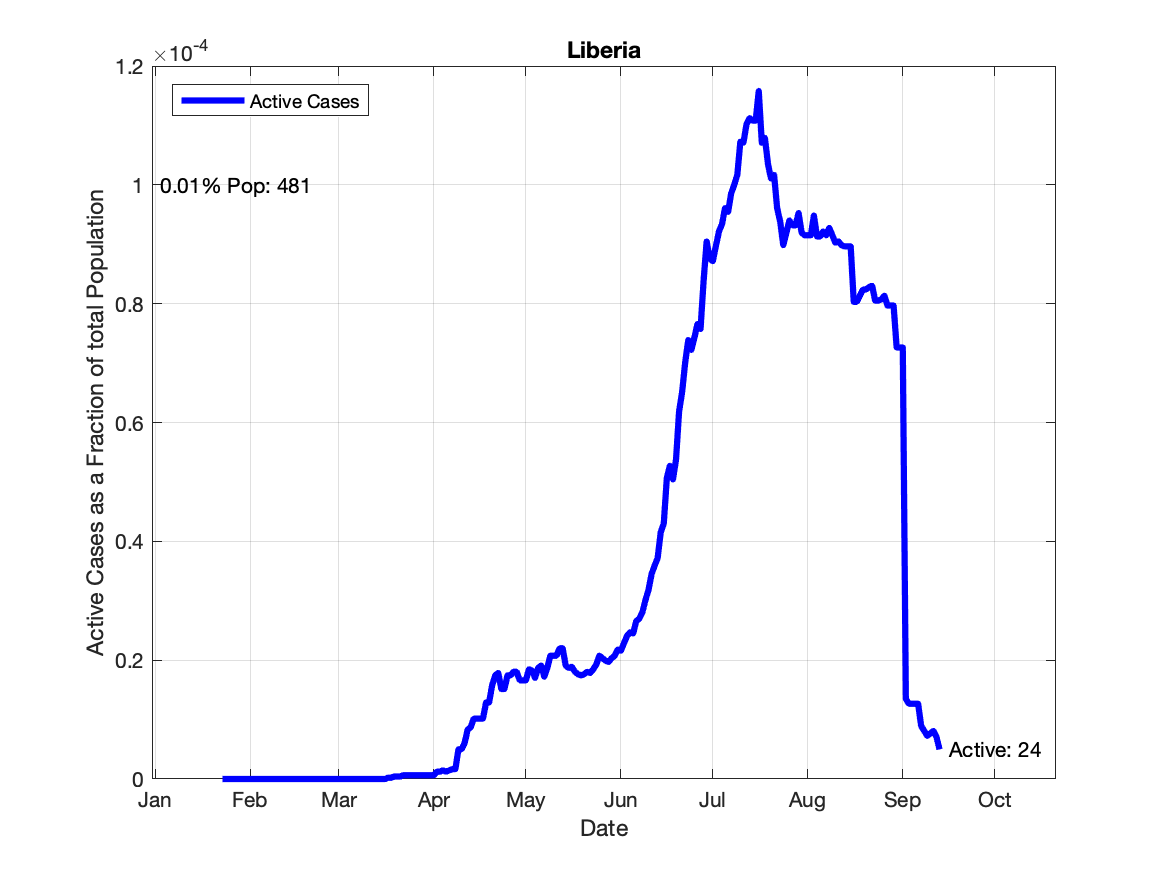 Liberia
×10-4
1.2
1
0.8
0.6
0.4
0.2
0
Active Cases
0.01% Pop: 481
Active: 24
Active Cases as a Fraction of total Population
Jan Feb Mar Apr May Jun Jul Aug Sep Oct
Date